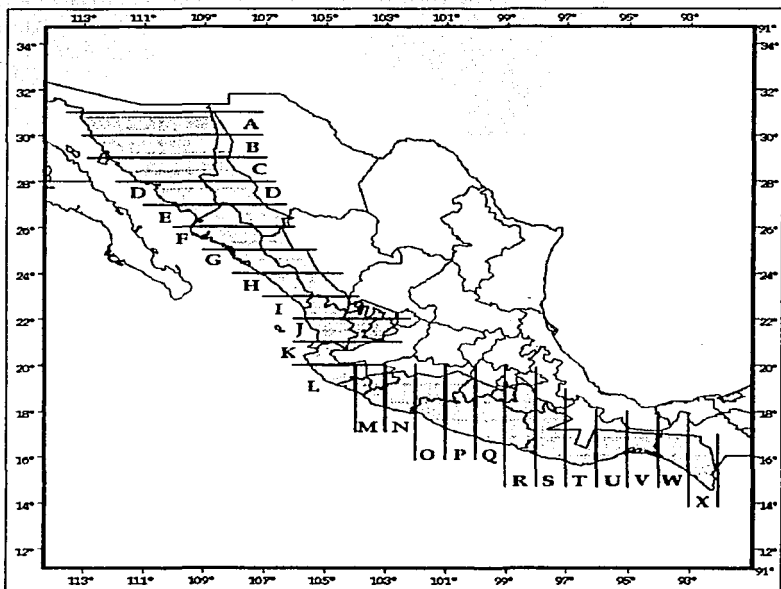 113° 111° 109° 107° 105° 103° 101° 99° 97° 95° 93° 91°
34° 34°
32° 32°
A
30° 30°
B
C
28° 28°
D D
E
26° 26°
F
G
24° 24°
H
I
22° 22°
J
K
20° 20°
L
18° 18°
M N
O P Q
16° 16°
R S T U V W
X
14° 14°
12° 12°
113° 111° 109° 107° 105° 103° 101° 99° 97° 95° 93° 91°